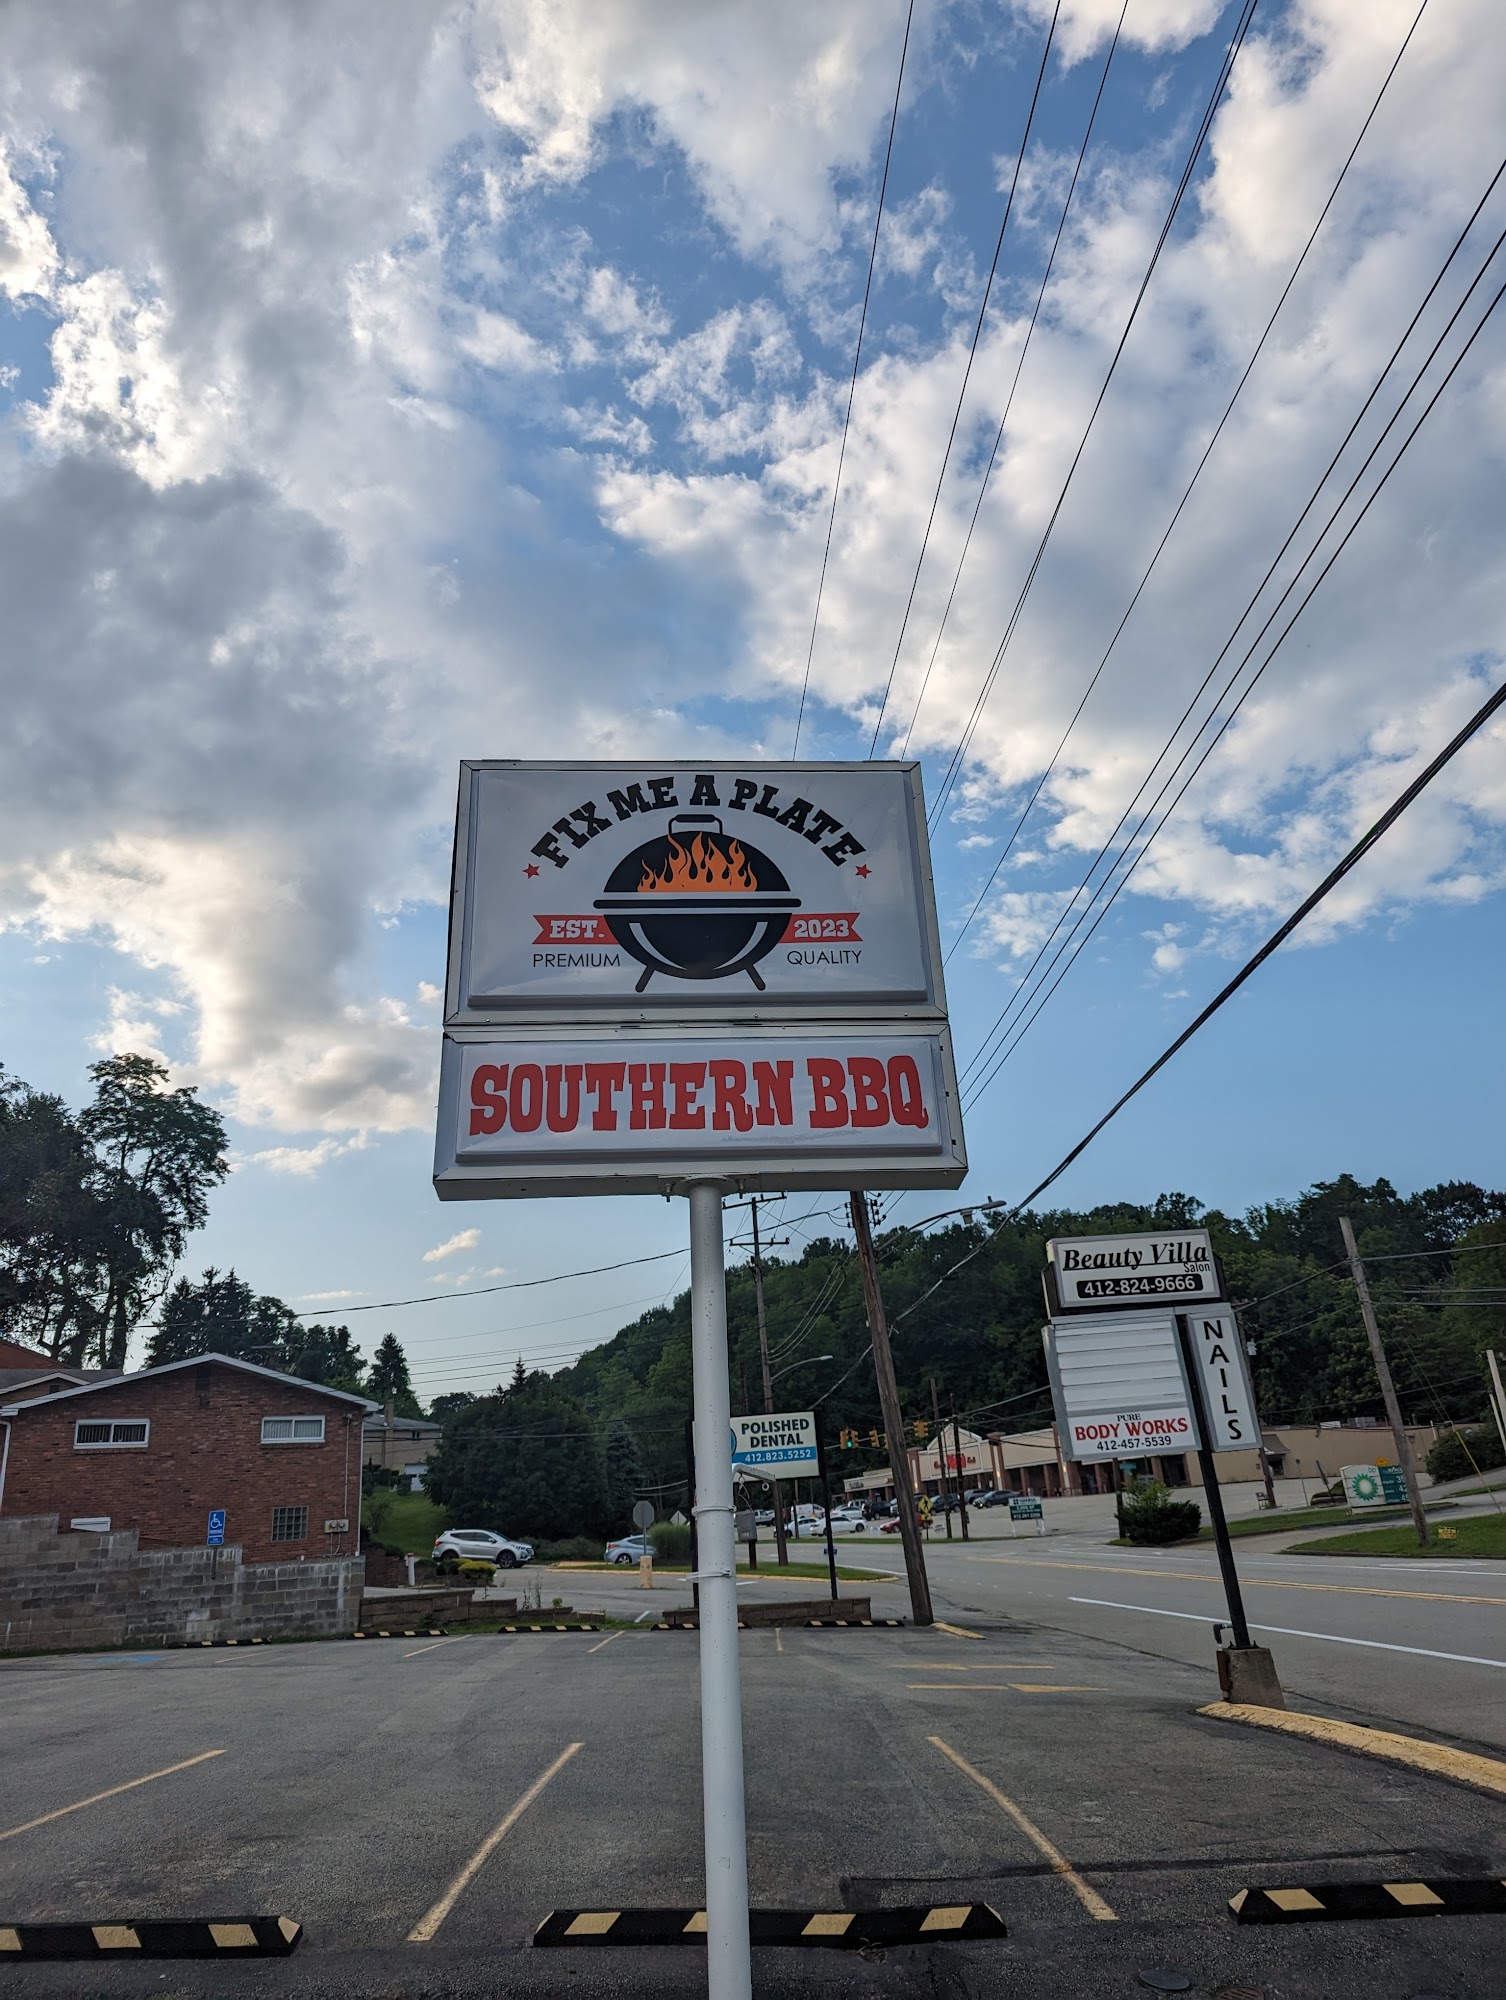 FIX ME A PLATE
EST. 2023
PREMIUM QUALITY
SOUTHERN BBQ
Beauty Villa
Salon
412-824-9666
NAILS
PURE
BODY WORKS
412-457-5539
POLISHED
DENTAL
412.823.5252
bp